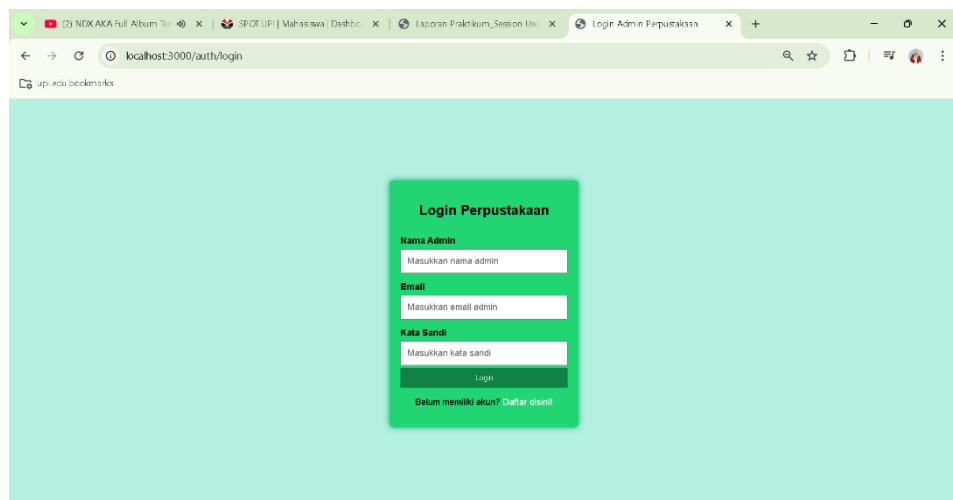 (2) NDX AKA Full Album Ter
SPOT UPI | Mahasiswa | Dashbo
Laporan Praktikum_Session Use
Login Admin Perpustakaan
localhost:3000/auth/login
upi.edu bookmarks
Login Perpustakaan
Nama Admin
Masukkan nama admin
Email
Masukkan email admin
Kata Sandi
Masukkan kata sandi
Login
Belum memiliki akun? Daftar disini!